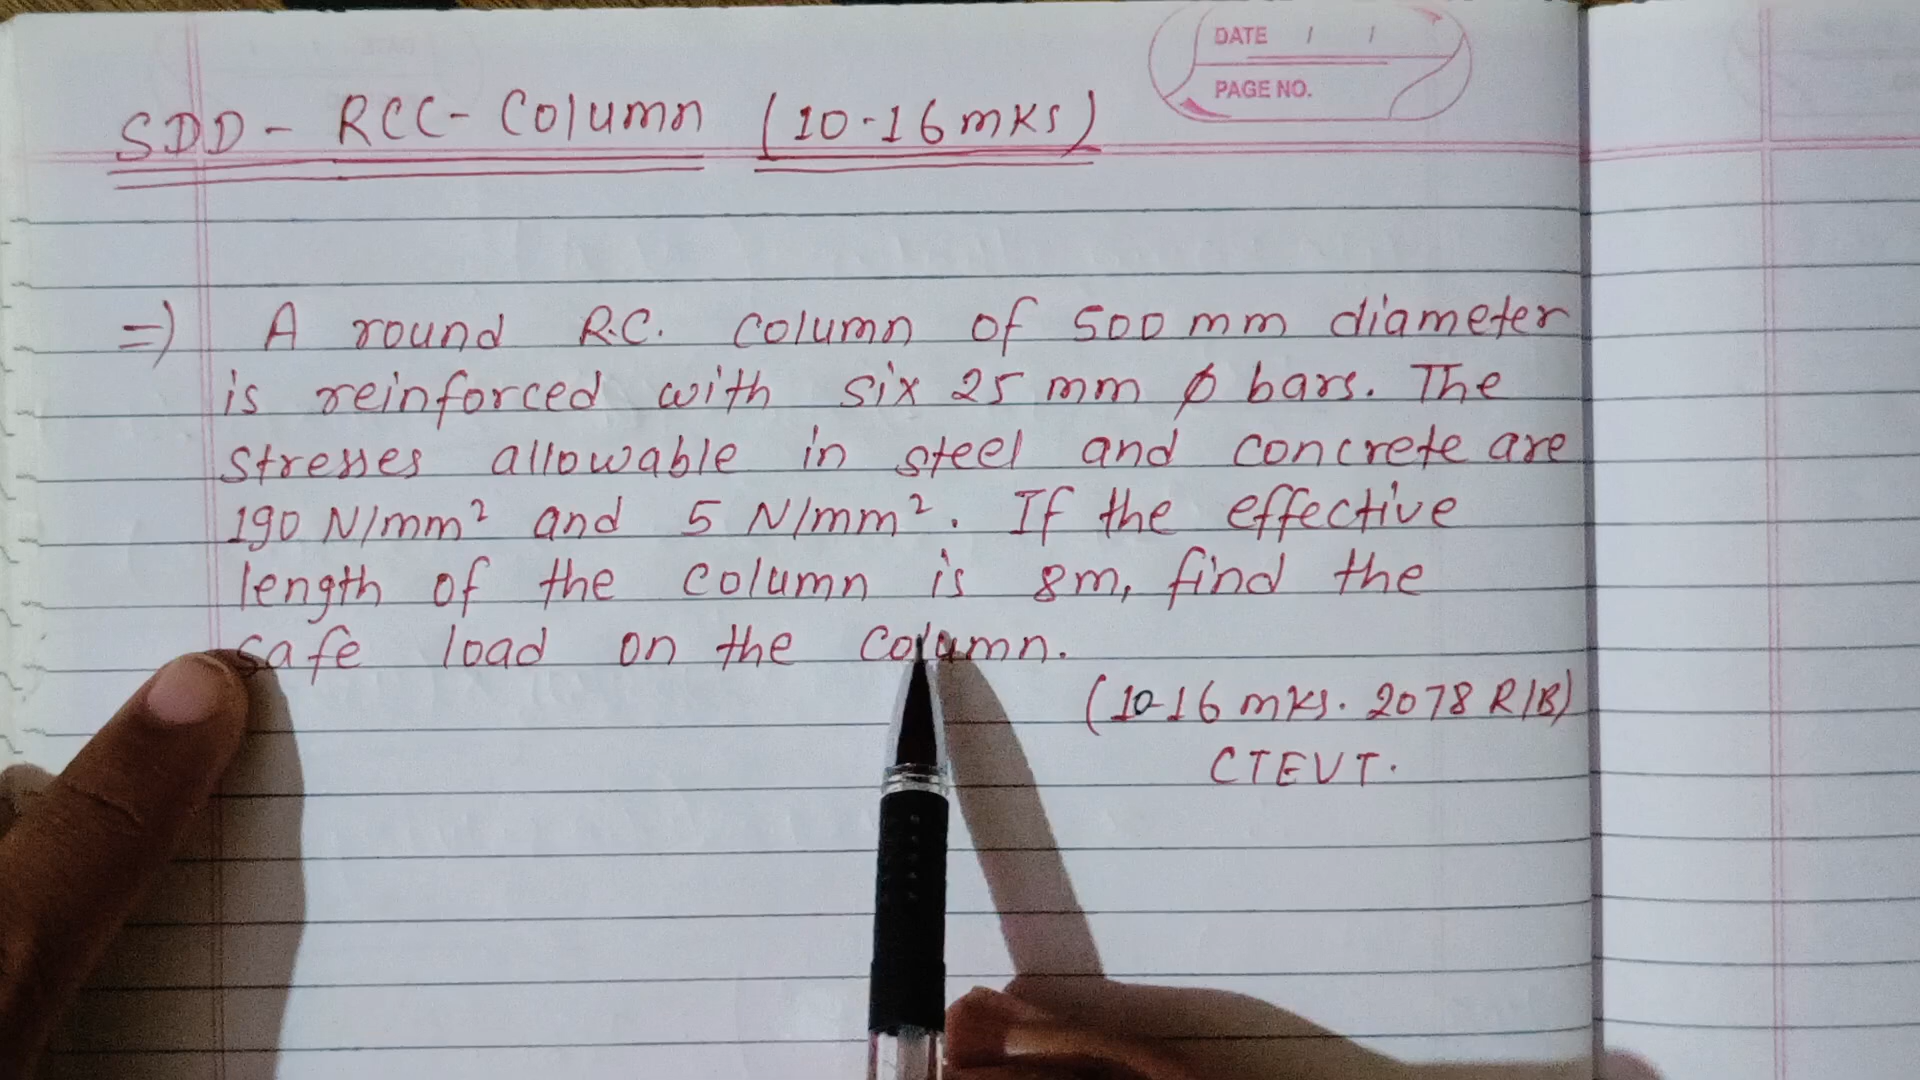 DATE / /
PAGE NO.
SDD - RCC - Column (10-16 mks)
=) A round R.C. column of 500 mm diameter
is reinforced with six 25 mm ϕ bars. The
stresses allowable in steel and concrete are
190 N/mm² and 5 N/mm². If the effective
length of the column is 8m, find the
safe load on the column.
(10-16 mks. 2078 R/B)
CTEVT.